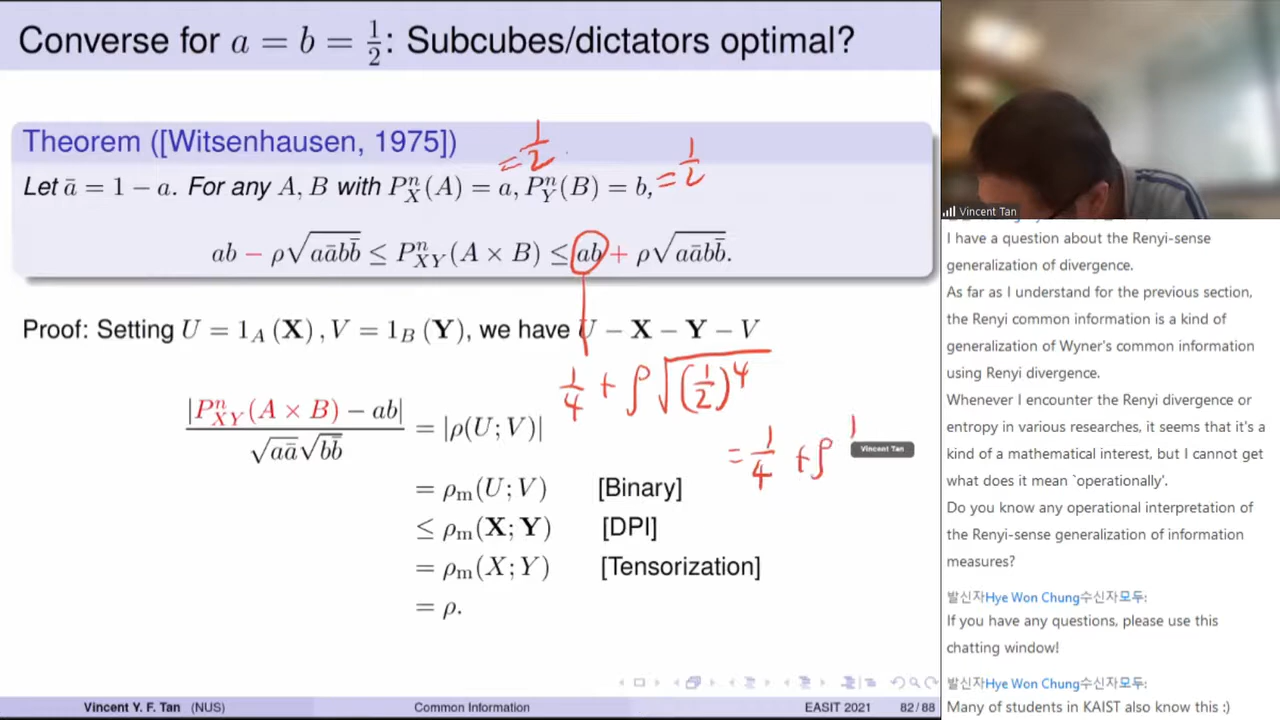 Converse for a = b = 1/2: Subcubes/dictators optimal?
Theorem ([Witsenhausen, 1975])
= 1/2
= 1/2
Let ā = 1 − a. For any A, B with P_X^n(A) = a, P_Y^n(B) = b,
ab − ρ√(aābb̄) ≤ P_XY^n(A × B) ≤ ab + ρ√(aābb̄).
Proof: Setting U = 1_A (X), V = 1_B (Y), we have U − X − Y − V
1/4 + ρ√((1/2)^4)
= 1/4 + ρ 1
|P_XY^n(A × B) − ab| / √(aā)√(bb̄) = |ρ(U; V)|
= ρ_m(U; V) [Binary]
≤ ρ_m(X; Y) [DPI]
= ρ_m(X; Y) [Tensorization]
= ρ.
Vincent Y. F. Tan (NUS) Common Information EASIT 2021 82 / 88
Vincent Tan
Vincent Tan
I have a question about the Renyi-sense
generalization of divergence.
As far as I understand for the previous section,
the Renyi common information is a kind of
generalization of Wyner's common information
using Renyi divergence.
Whenever I encounter the Renyi divergence or
entropy in various researches, it seems that it's a
kind of a mathematical interest, but I cannot get
what does it mean `operationally'.
Do you know any operational interpretation of
the Renyi-sense generalization of information
measures?
발신자Hye Won Chung수신자모두:
If you have any questions, please use this
chatting window!
발신자Hye Won Chung수신자모두:
Many of students in KAIST also know this :)